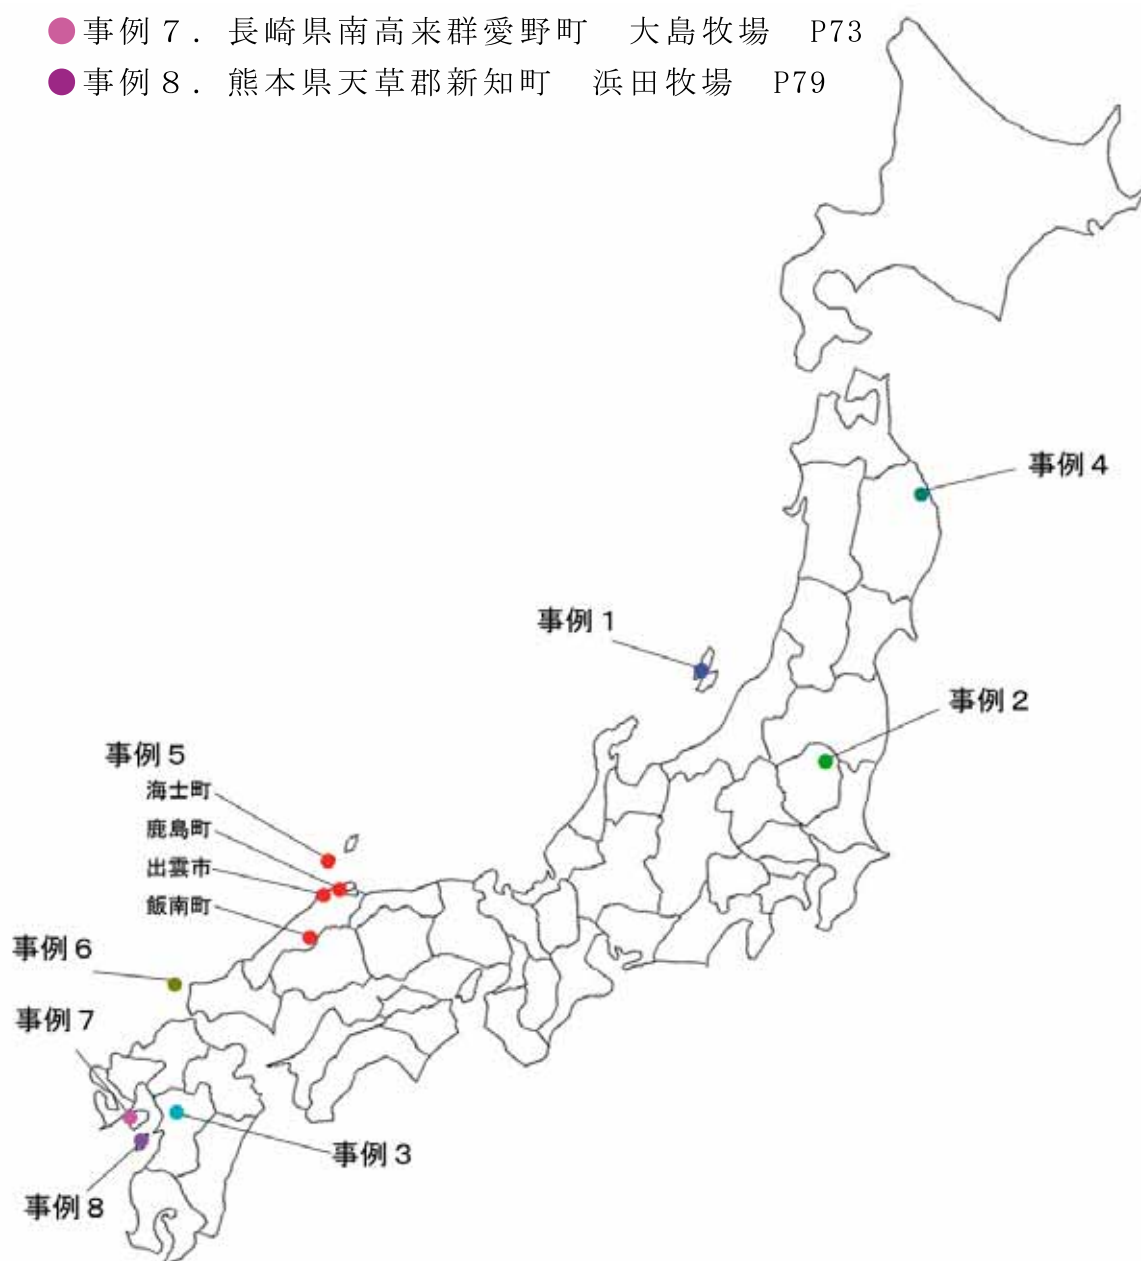 ●事例７．長崎県南高来群愛野町　大島牧場　P73
●事例８．熊本県天草郡新知町　浜田牧場　P79
事例４
事例１
事例２
事例５
海士町
鹿島町
出雲市
飯南町
事例６
事例７
事例３
事例８